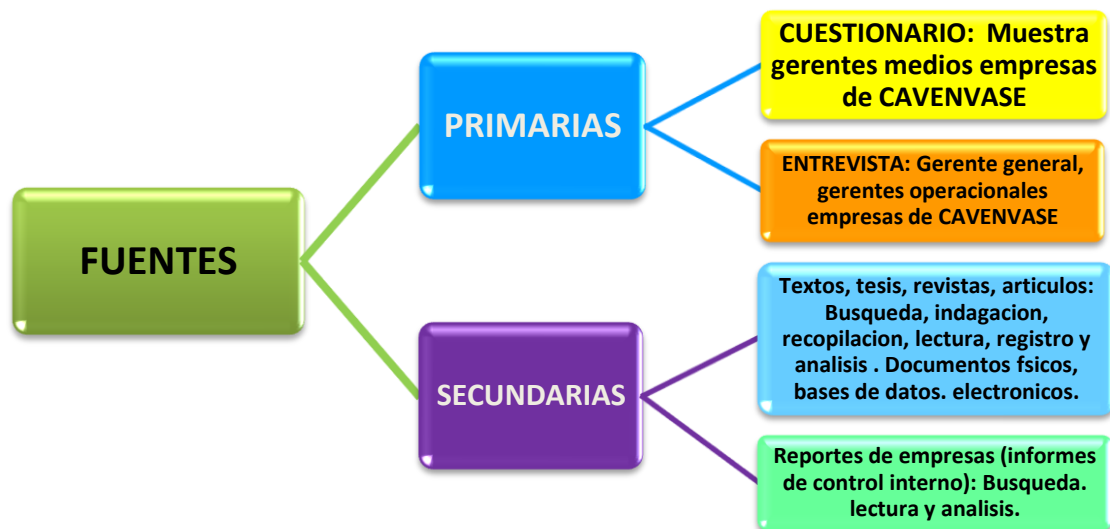 FUENTES
PRIMARIAS
CUESTIONARIO: Muestra
gerentes medios empresas
de CAVENVASE
ENTREVISTA: Gerente general,
gerentes operacionales
empresas de CAVENVASE
SECUNDARIAS
Textos, tesis, revistas, articulos:
Busqueda, indagacion,
recopilacion, lectura, registro y
analisis . Documentos fsicos,
bases de datos. electronicos.
Reportes de empresas (informes
de control interno): Busqueda.
lectura y analisis.